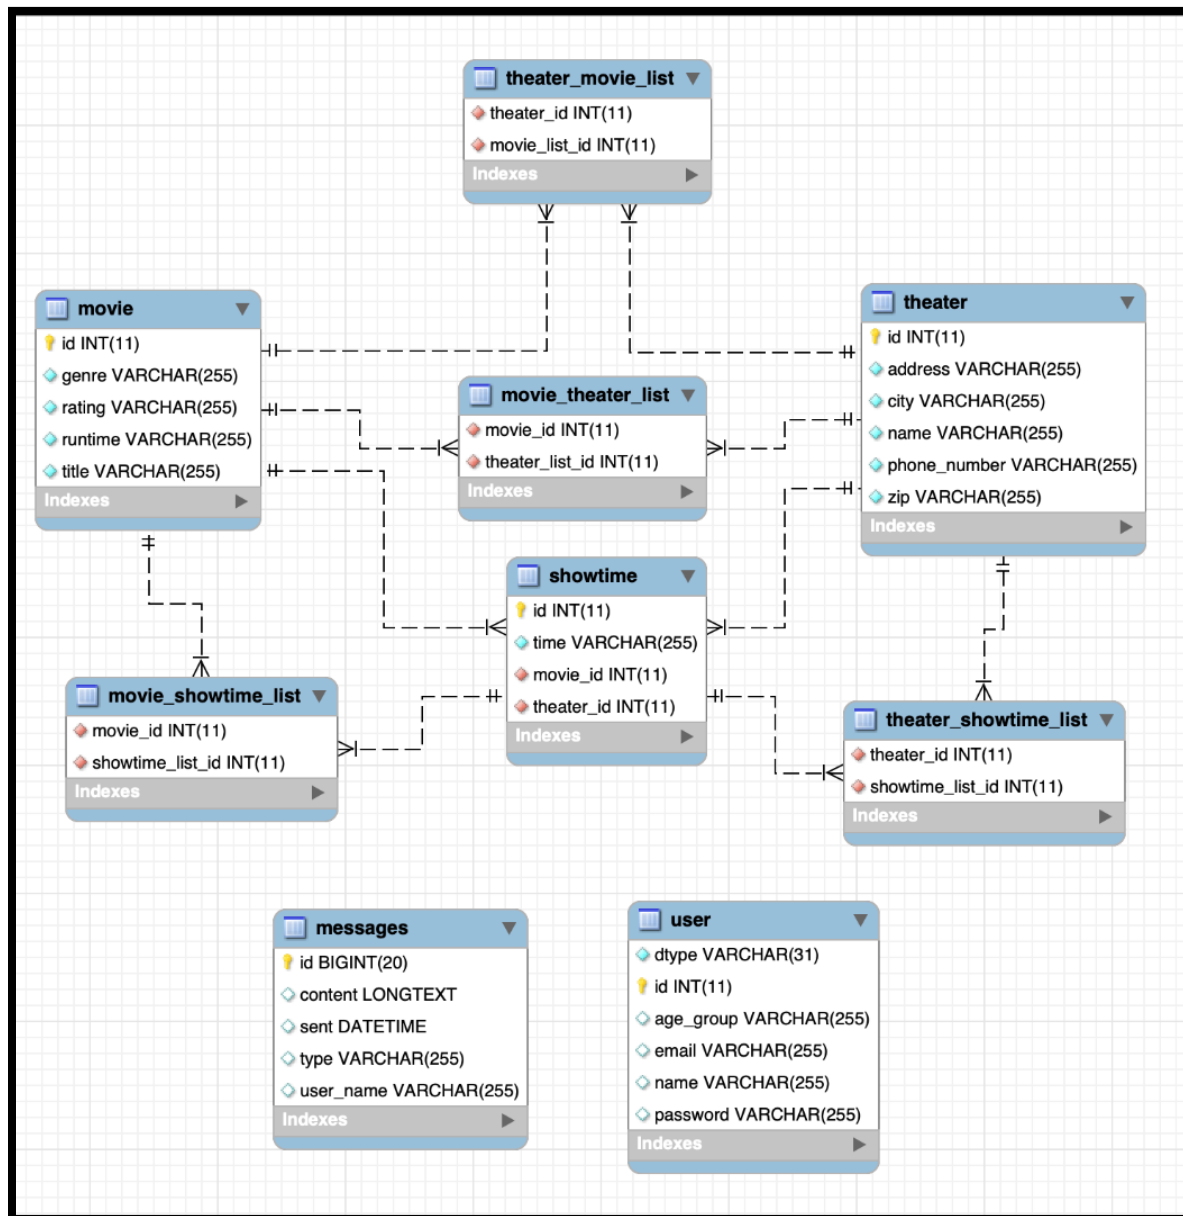 theater_movie_list
theater_id INT(11)
movie_list_id INT(11)
Indexes
movie
id INT(11)
genre VARCHAR(255)
rating VARCHAR(255)
runtime VARCHAR(255)
title VARCHAR(255)
Indexes
theater
id INT(11)
address VARCHAR(255)
city VARCHAR(255)
name VARCHAR(255)
phone_number VARCHAR(255)
zip VARCHAR(255)
Indexes
movie_theater_list
movie_id INT(11)
theater_list_id INT(11)
Indexes
showtime
id INT(11)
time VARCHAR(255)
movie_id INT(11)
theater_id INT(11)
Indexes
movie_showtime_list
movie_id INT(11)
showtime_list_id INT(11)
Indexes
theater_showtime_list
theater_id INT(11)
showtime_list_id INT(11)
Indexes
messages
id BIGINT(20)
content LONGTEXT
sent DATETIME
type VARCHAR(255)
user_name VARCHAR(255)
Indexes
user
dtype VARCHAR(31)
id INT(11)
age_group VARCHAR(255)
email VARCHAR(255)
name VARCHAR(255)
password VARCHAR(255)
Indexes